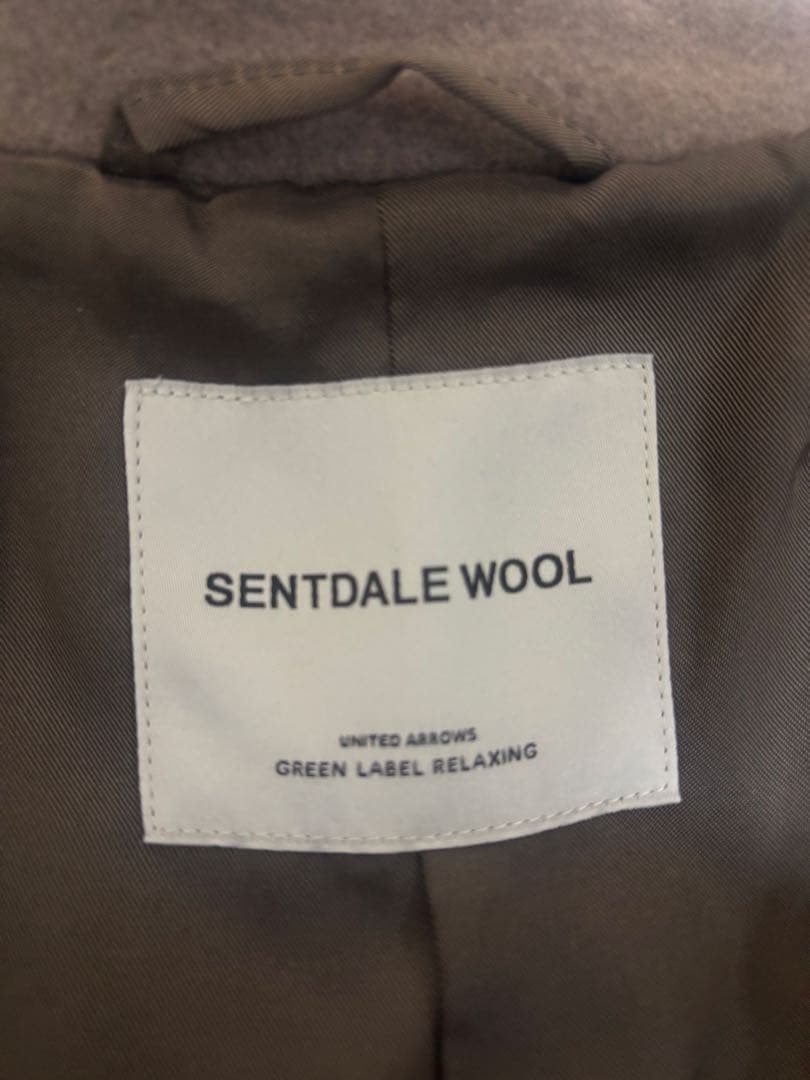 SENTDALE WOOL
UNITED ARROWS
GREEN LABEL RELAXING